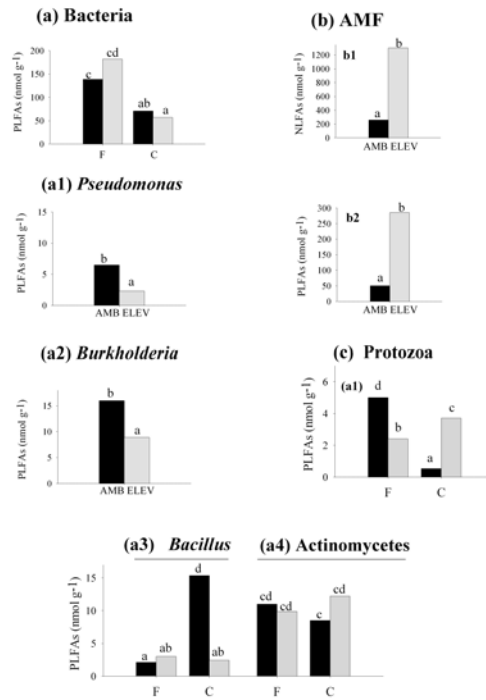 (a) Bacteria
200
150
100
50
0
PLFAs (nmol g-1)
c
cd
ab
a
F
C
(a1) Pseudomonas
15
10
5
0
PLFAs (nmol g-1)
b
a
AMB ELEV
(a2) Burkholderia
15
10
5
0
PLFAs (nmol g-1)
b
a
AMB ELEV
(b) AMF
b1
1200
1000
800
600
400
200
0
NLFAs (nmol g-1)
a
b
AMB ELEV
b2
300
250
200
150
100
50
0
PLFAs (nmol g-1)
a
b
AMB ELEV
(c) Protozoa
(a1)
6
4
2
0
PLFAs (nmol g-1)
d
b
a
c
F
C
(a3) Bacillus
(a4) Actinomycetes
15
10
5
0
PLFAs (nmol g-1)
a
ab
d
ab
cd
cd
c
cd
F
C
F
C